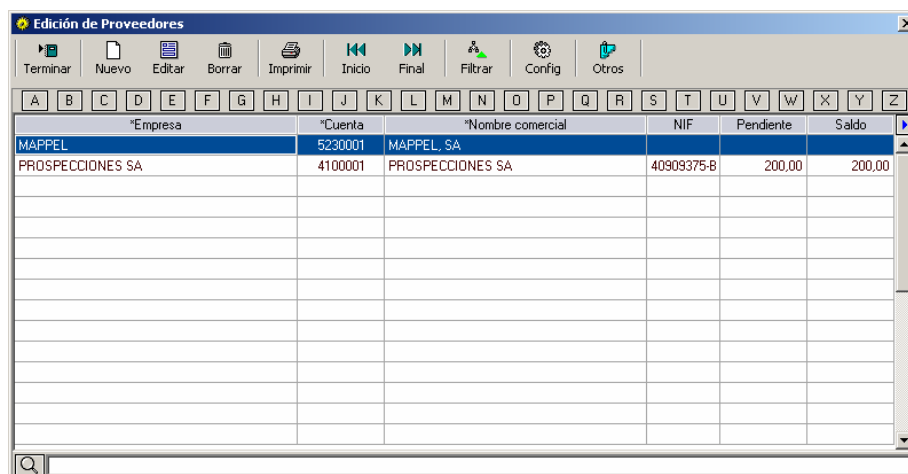 Edición de Proveedores
Terminar Nuevo Editar Borrar Imprimir Inicio Final Filtrar Config Otros
A B C D E F G H I J K L M N O P Q R S T U V W X Y Z
*Empresa *Cuenta *Nombre comercial NIF Pendiente Saldo
MAPPEL 5230001 MAPPEL, SA
PROSPECCIONES SA 4100001 PROSPECCIONES SA 40909375-B 200,00 200,00